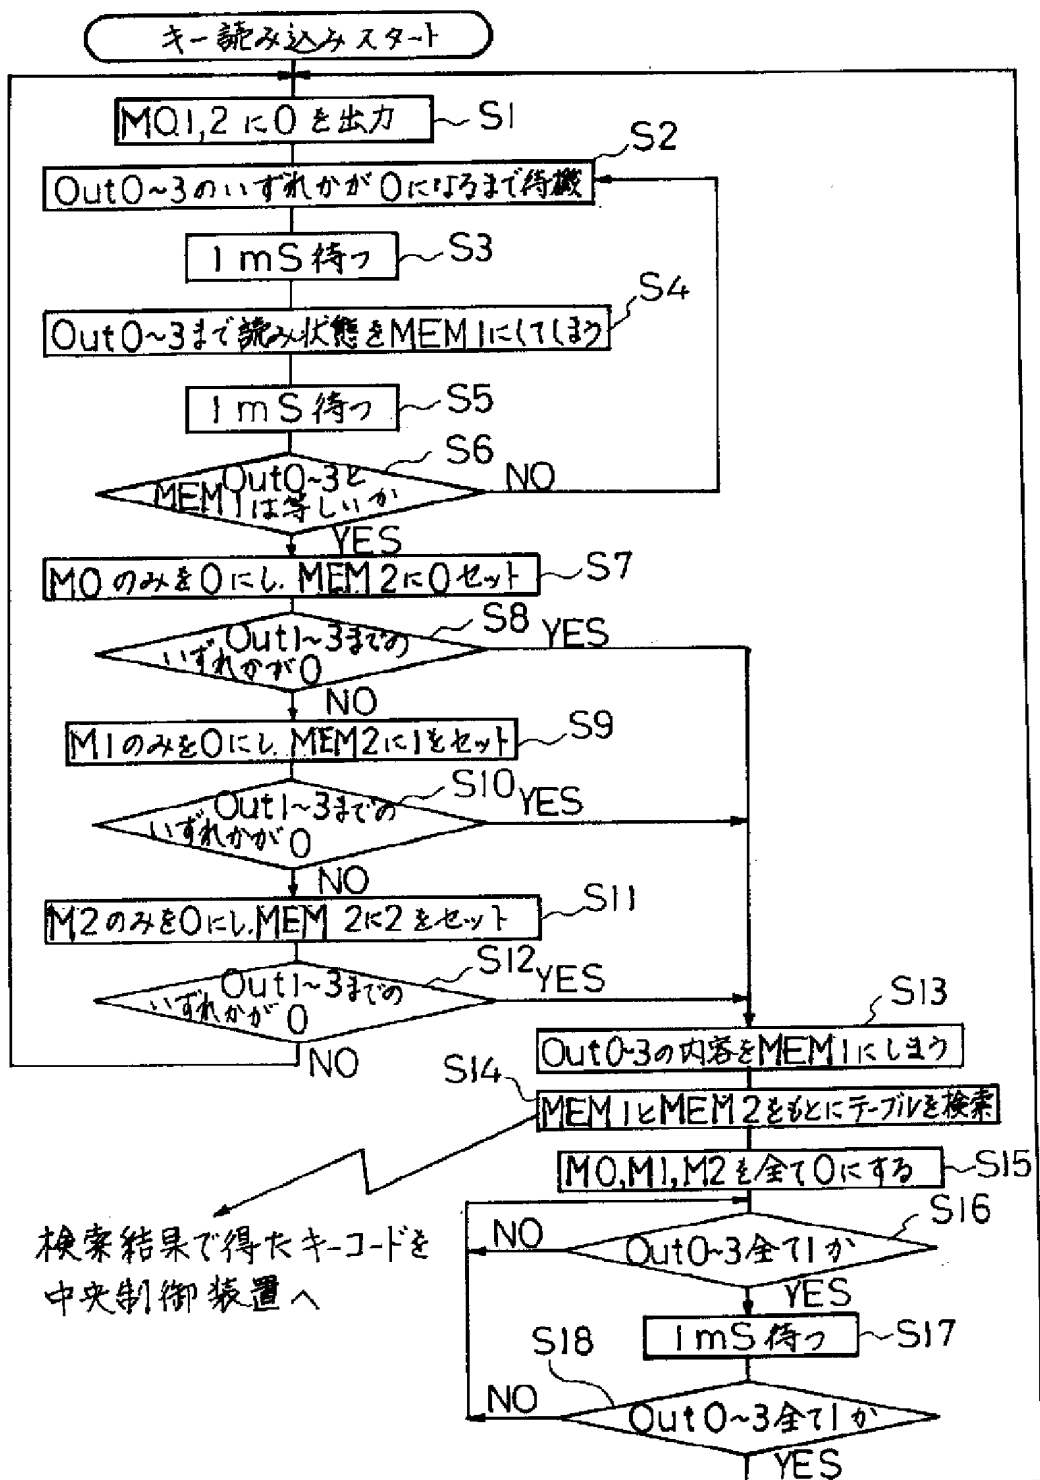 キー読み込みスタート
M0.1,2に0を出力
S1
S2
Out0~3のいずれかが0になるまで待機
1mS待つ
S3
S4
Out0~3まで読み状態をMEM1にしてしまう
1mS待つ
S5
S6
Out0~3と
MEM1は等しいか
NO
YES
M0のみを0にし、MEM2に0セット
S7
S8
YES
Out1~3までの
いずれかが0
NO
M1のみを0にし、MEM2に1をセット
S9
S10
YES
Out1~3までの
いずれかが0
NO
M2のみを0にし、MEM2に2をセット
S11
S12
YES
Out1~3までの
いずれかが0
NO
S13
Out0~3の内容をMEM1にしまう
S14
MEM1とMEM2をもとにテーブルを検索
M0,M1,M2も全て0にする
S15
検索結果で得たキーコードを
中央制御装置へ
S16
NO
Out0~3全て1か
YES
1mS待つ
S17
S18
NO
Out0~3全て1か
YES